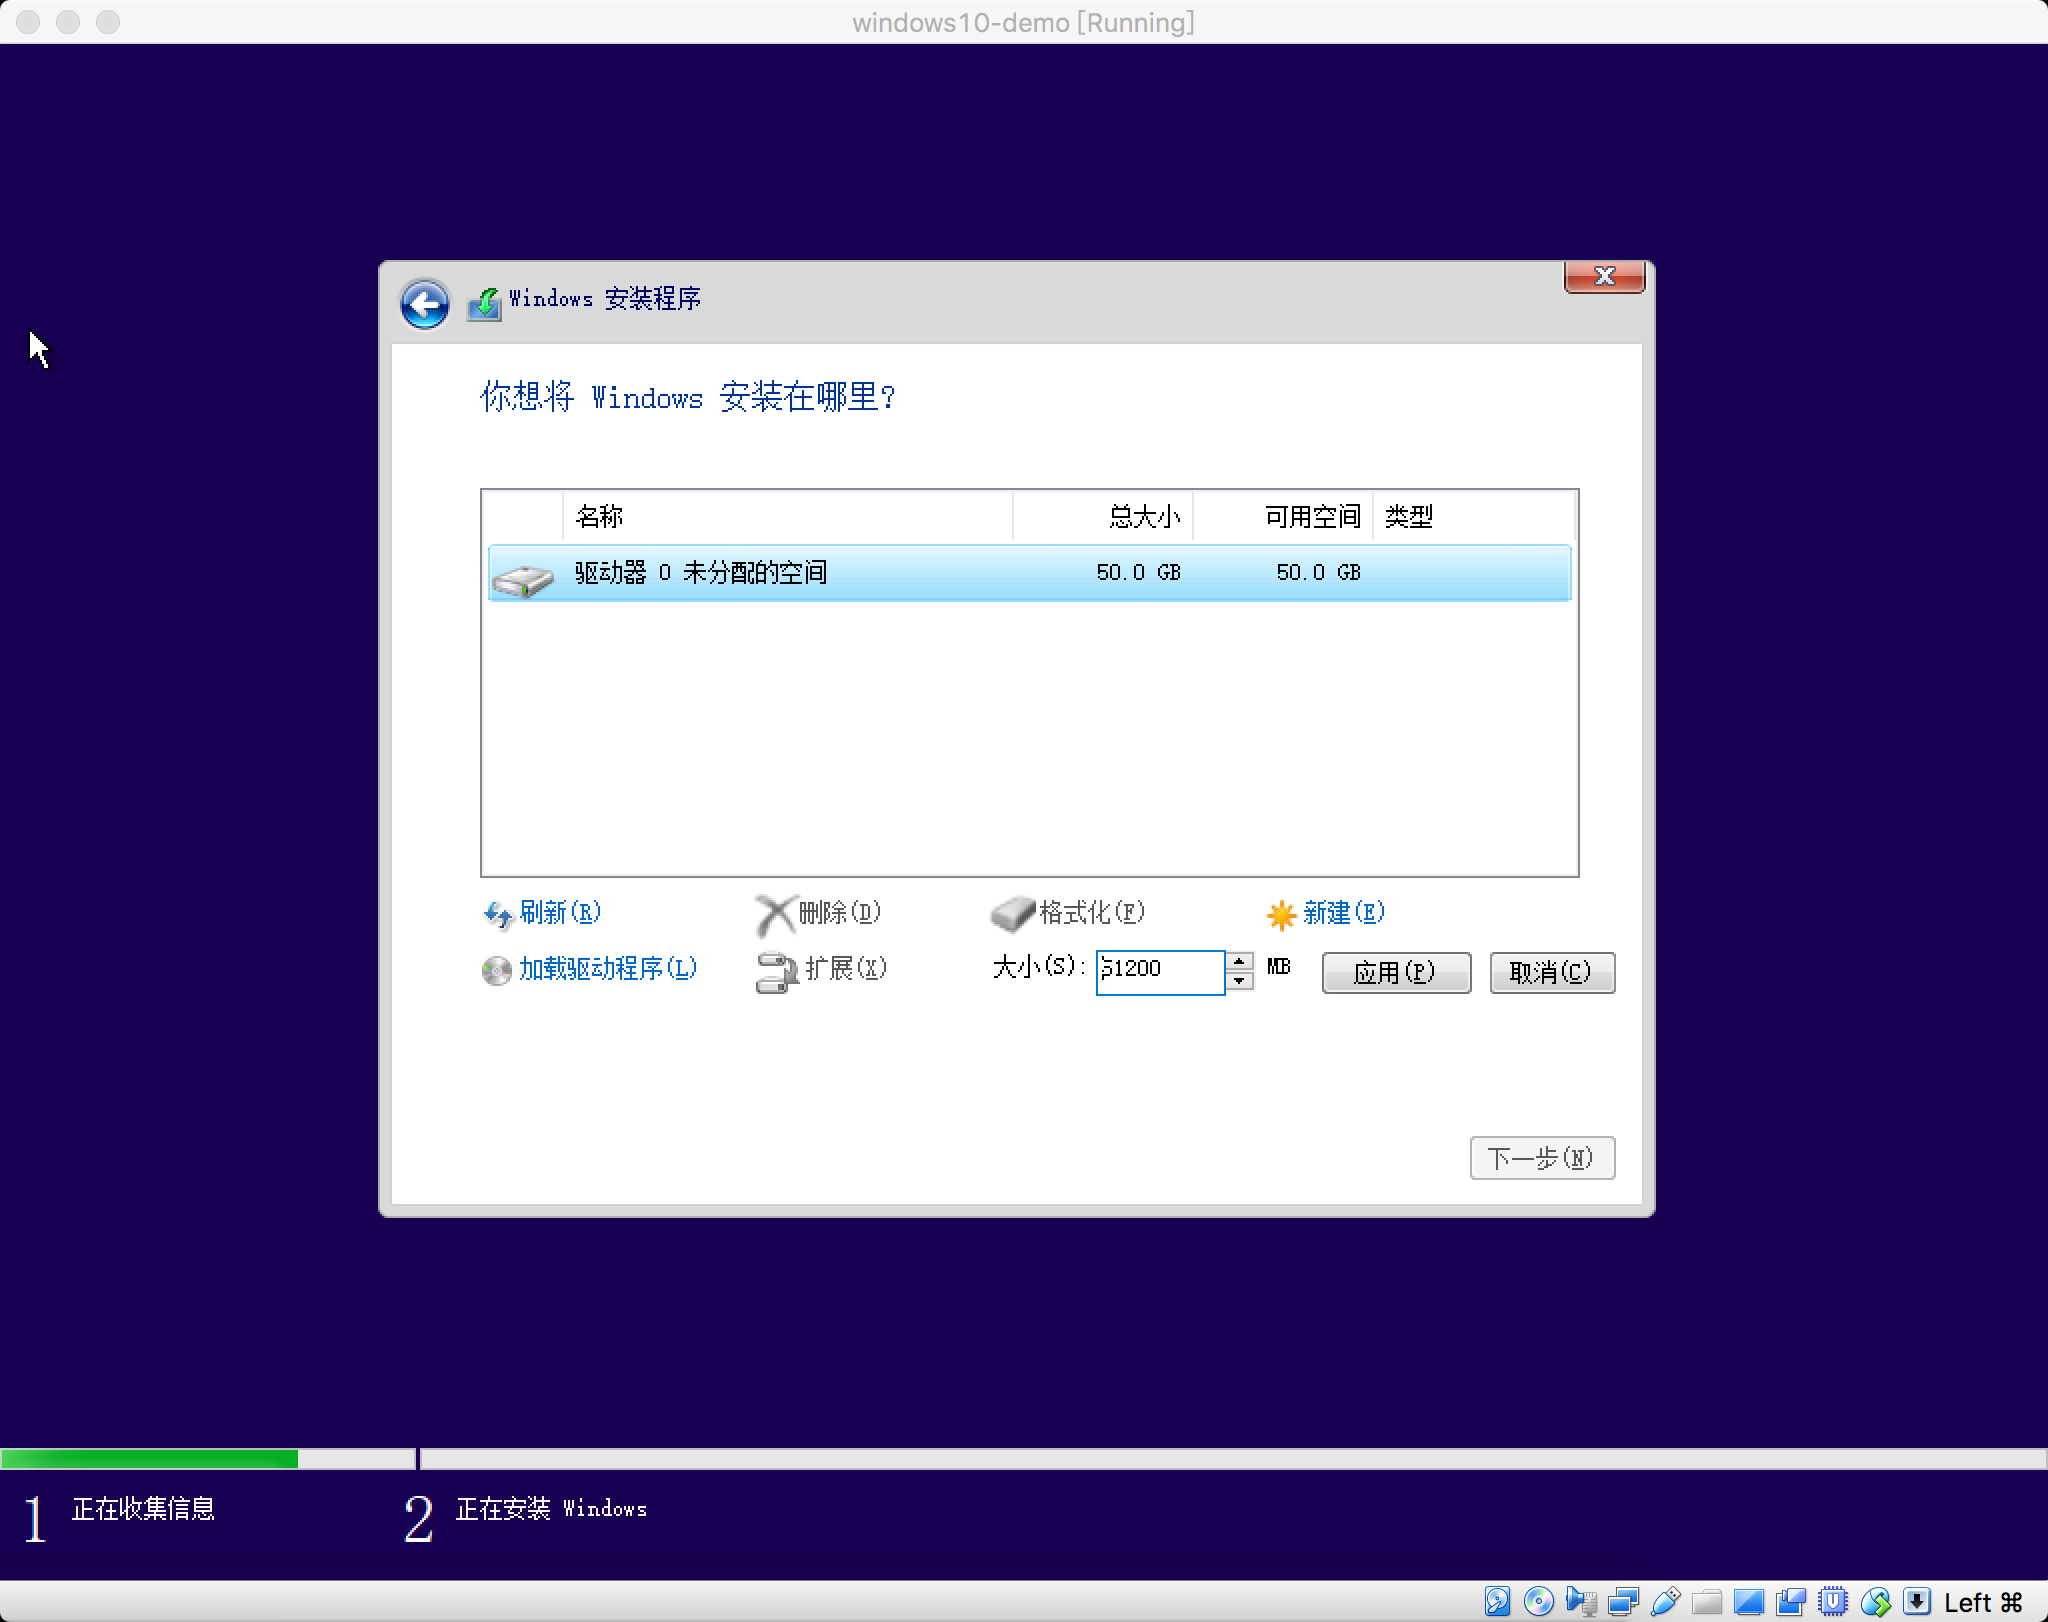 windows10-demo [Running]
Windows 安装程序
你想将 Windows 安装在哪里?
名称 总大小 可用空间 类型
驱动器 0 未分配的空间 50.0 GB 50.0 GB
刷新(R) 删除(D) 格式化(F) 新建(E)
加载驱动程序(L) 扩展(X) 大小(S): 51200 MB 应用(P) 取消(C)
下一步(N)
1 正在收集信息 2 正在安装 Windows
Left ⌘